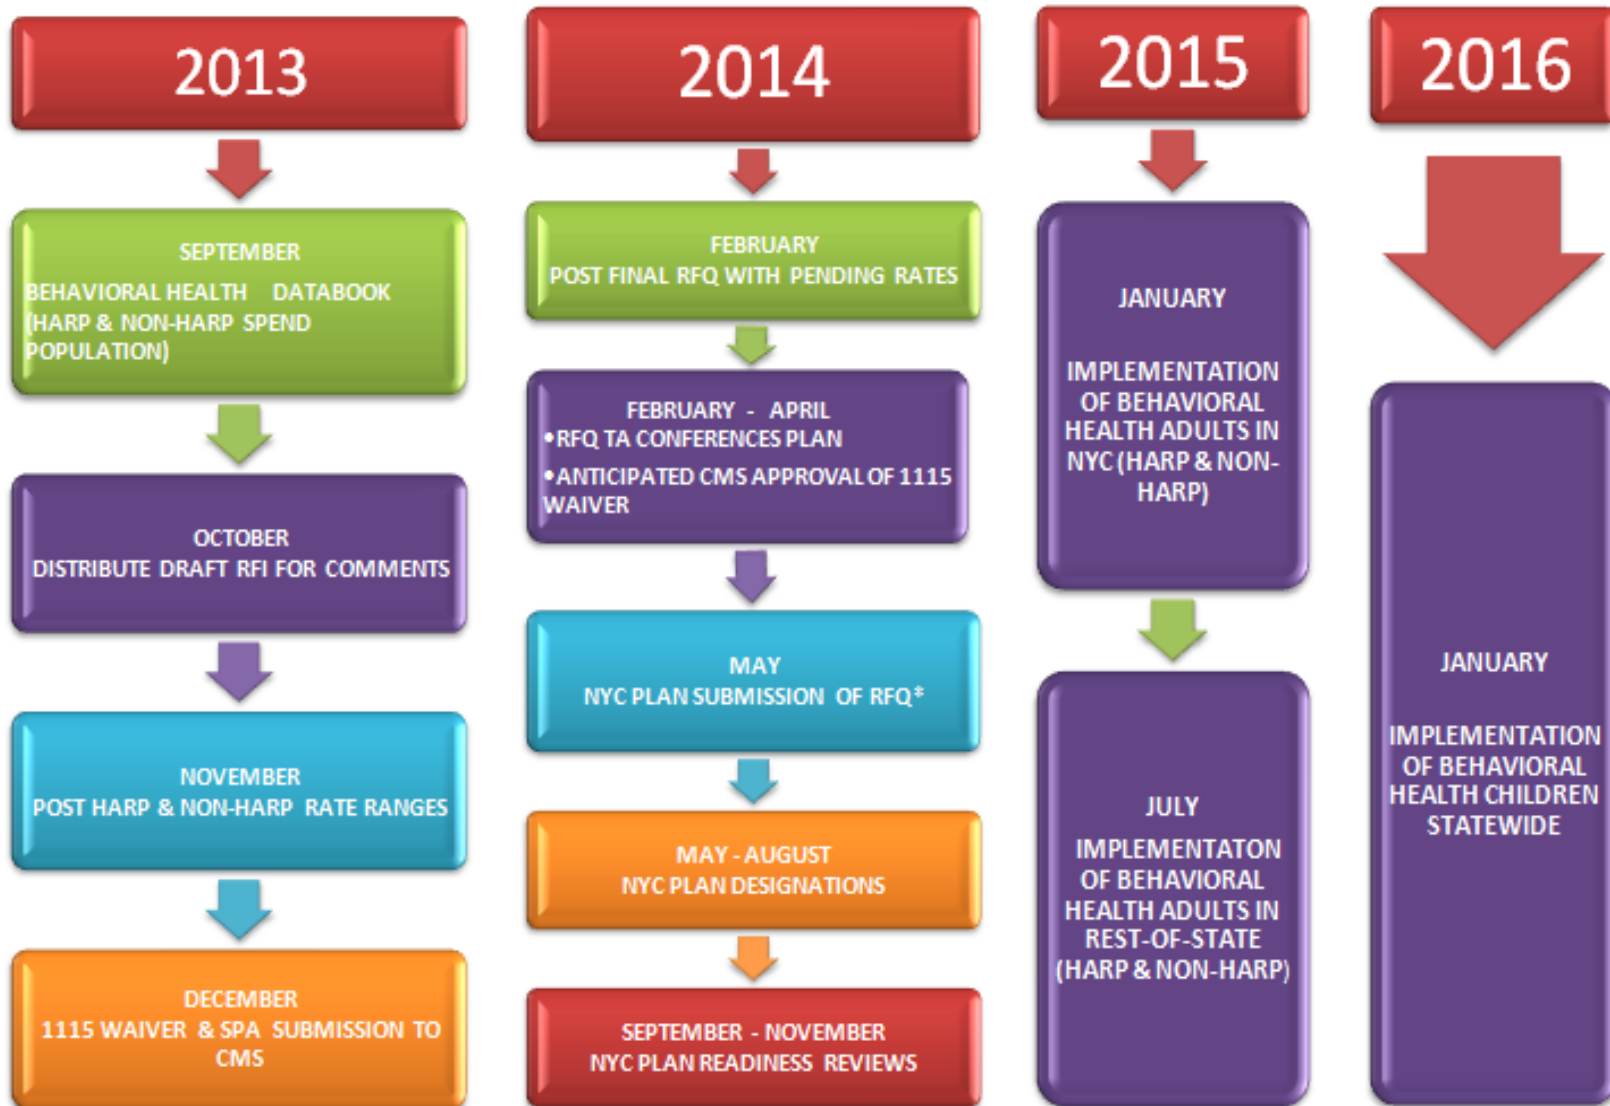 2013
SEPTEMBER
BEHAVIORAL HEALTH DATABOOK
(HARP & NON-HARP SPEND
POPULATION)
OCTOBER
DISTRIBUTE DRAFT RFI FOR COMMENTS
NOVEMBER
POST HARP & NON-HARP RATE RANGES
DECEMBER
1115 WAIVER & SPA SUBMISSION TO
CMS
2014
FEBRUARY
POST FINAL RFQ WITH PENDING RATES
FEBRUARY - APRIL
•RFQ TA CONFERENCES PLAN
•ANTICIPATED CMS APPROVAL OF 1115
WAIVER
MAY
NYC PLAN SUBMISSION OF RFQ*
MAY - AUGUST
NYC PLAN DESIGNATIONS
SEPTEMBER - NOVEMBER
NYC PLAN READINESS REVIEWS
2015
JANUARY
IMPLEMENTATION
OF BEHAVIORAL
HEALTH ADULTS IN
NYC (HARP & NON-
HARP)
JULY
IMPLEMENTATON
OF BEHAVIORAL
HEALTH ADULTS IN
REST-OF-STATE
(HARP & NON-HARP)
2016
JANUARY
IMPLEMENTATION
OF BEHAVIORAL
HEALTH CHILDREN
STATEWIDE